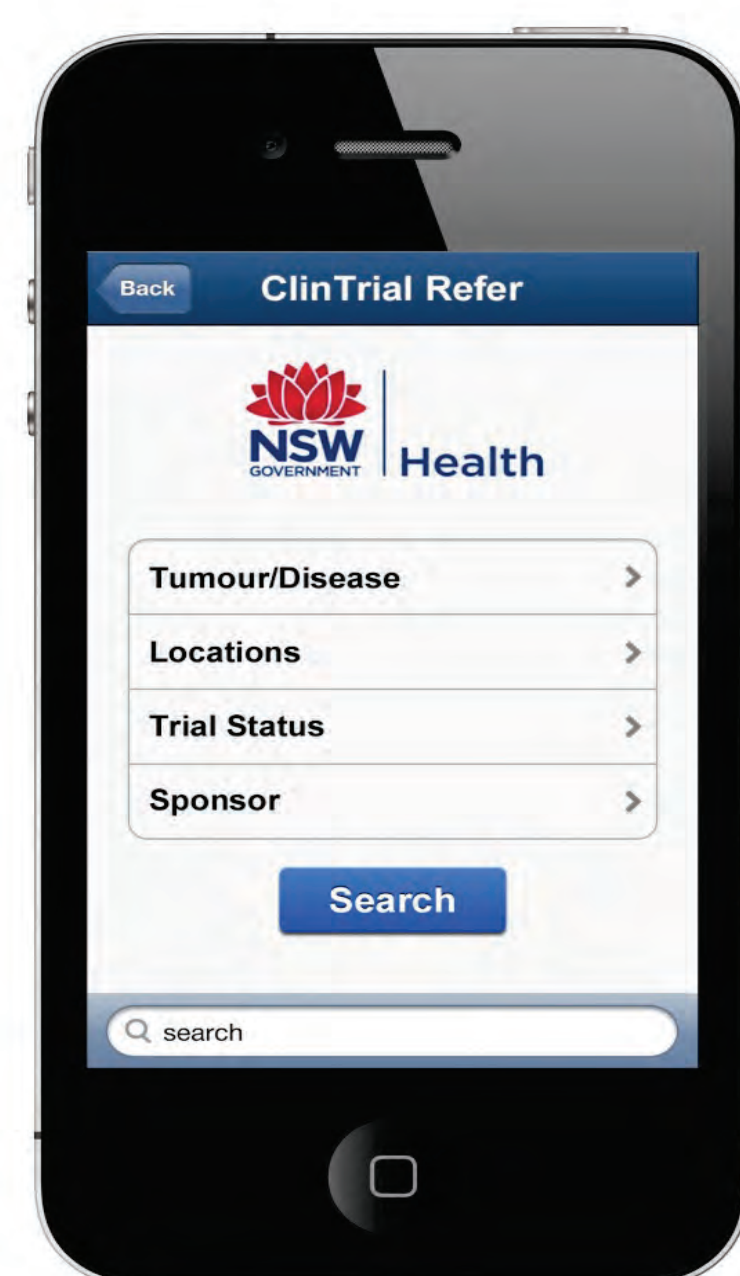 Back
ClinTrial Refer
NSW
GOVERNMENT
Health
Tumour/Disease
Locations
Trial Status
Sponsor
Search
search